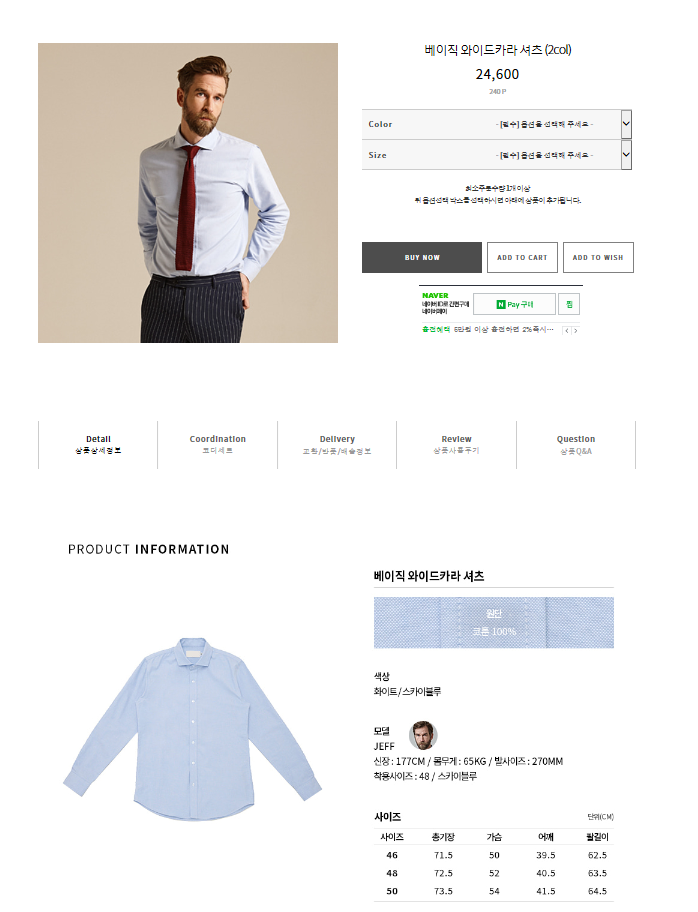 베이직 와이드카라 셔츠 (2col)
24,600
240 P
Color - [필수] 옵션을 선택해 주세요 -
Size - [필수] 옵션을 선택해 주세요 -
최소주문수량 1개 이상
위 옵션선택 박스를 선택하시면 아래에 상품이 추가됩니다.
BUY NOW ADD TO CART ADD TO WISH
NAVER
네이버ID로 간편구매
네이버페이
N Pay 구매 찜
충전혜택 5만원 이상 충전하면 2%즉시…
Detail Coordination Delivery Review Question
상품상세정보 코디세트 교환/반품/배송정보 상품사용후기 상품Q&A
PRODUCT INFORMATION
베이직 와이드카라 셔츠
원단
코튼 100%
색상
화이트 / 스카이블루
모델
JEFF
신장 : 177CM / 몸무게 : 65KG / 발사이즈 : 270MM
착용사이즈 : 48 / 스카이블루
사이즈 단위(CM)
사이즈 총기장 가슴 어깨 팔길이
46 71.5 50 39.5 62.5
48 72.5 52 40.5 63.5
50 73.5 54 41.5 64.5